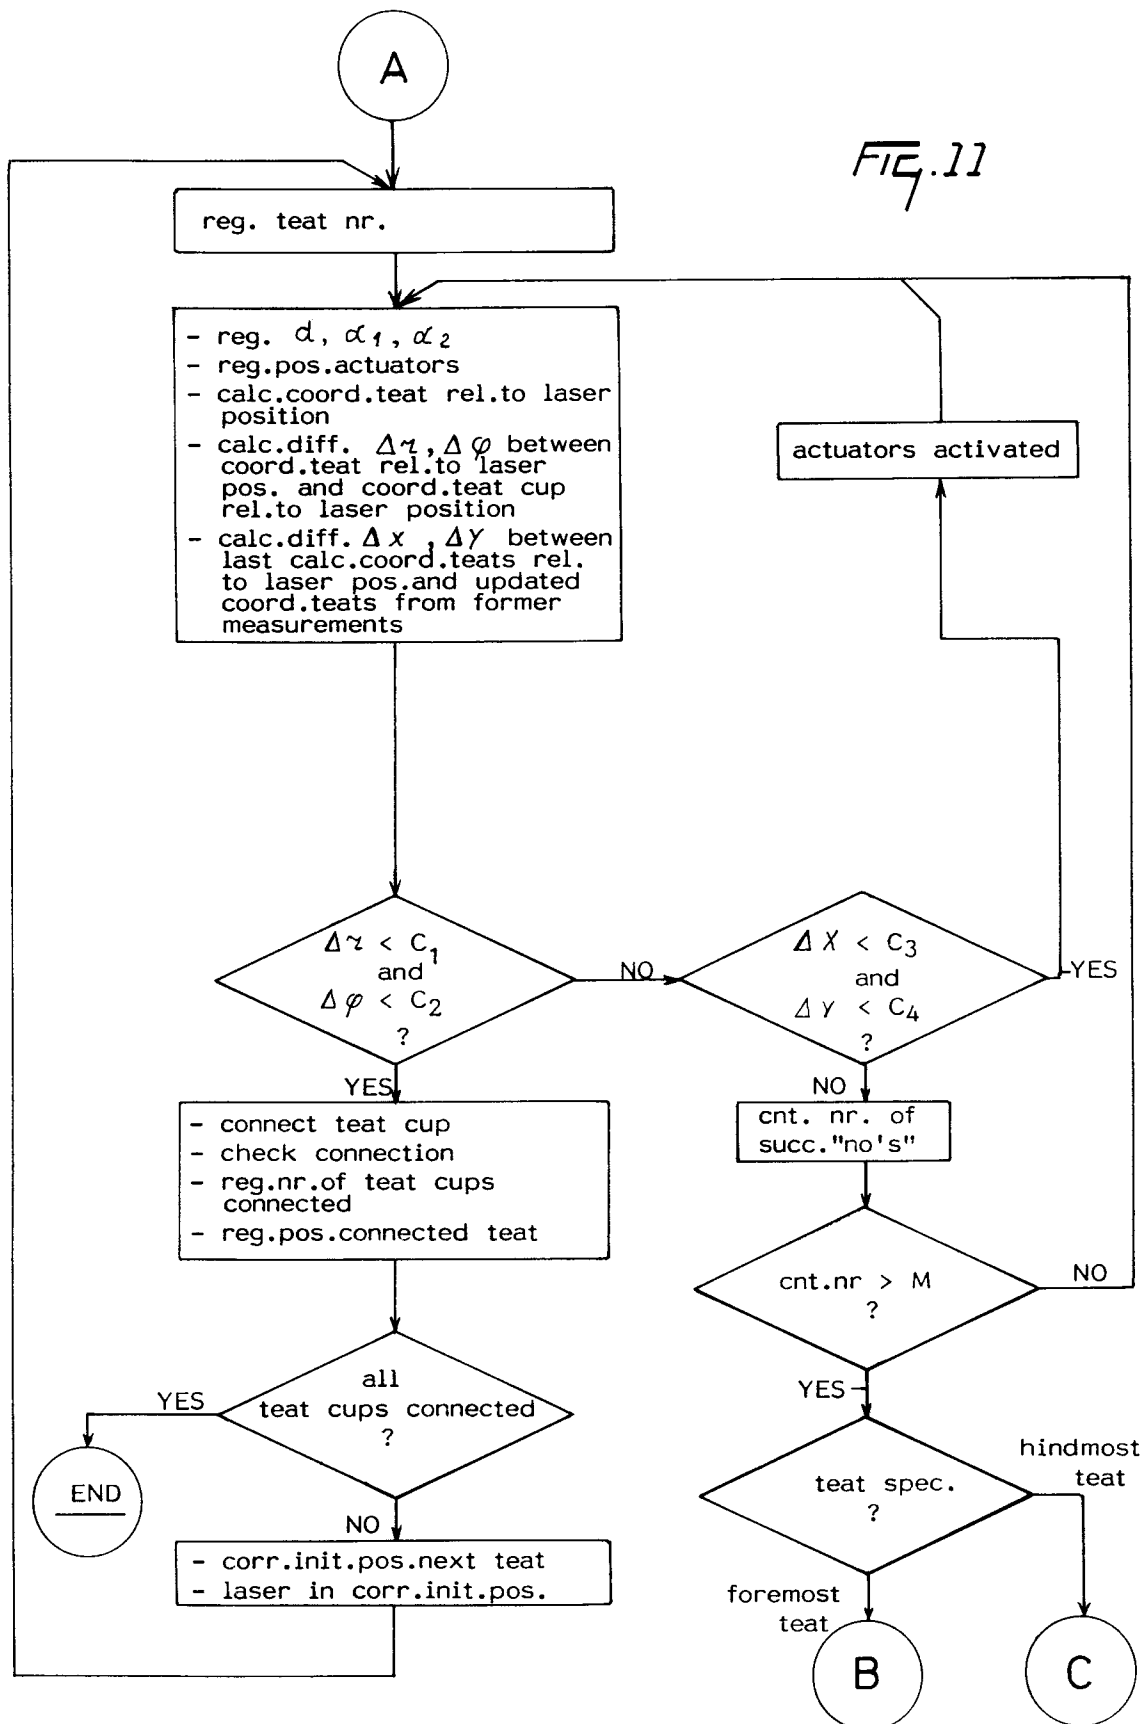 A
FIG.11
reg. teat nr.
- reg. d, α1, α2
- reg.pos.actuators
- calc.coord.teat rel.to laser
position
- calc.diff. Δr, Δφ between
coord.teat rel.to laser
pos. and coord.teat cup
rel.to laser position
- calc.diff. Δx, Δy between
last calc.coord.teats rel.
to laser pos.and updated
coord.teats from former
measurements
actuators activated
Δr < C1
and
Δφ < C2
?
NO
ΔX < C3
and
ΔY < C4
?
YES
YES
NO
- connect teat cup
- check connection
- reg.nr.of teat cups
connected
- reg.pos.connected teat
cnt. nr. of
succ."no's"
cnt.nr > M
?
NO
YES
all
teat cups connected
?
YES
END
NO
- corr.init.pos.next teat
- laser in corr.init.pos.
teat spec.
?
hindmost
teat
foremost
teat
B
C